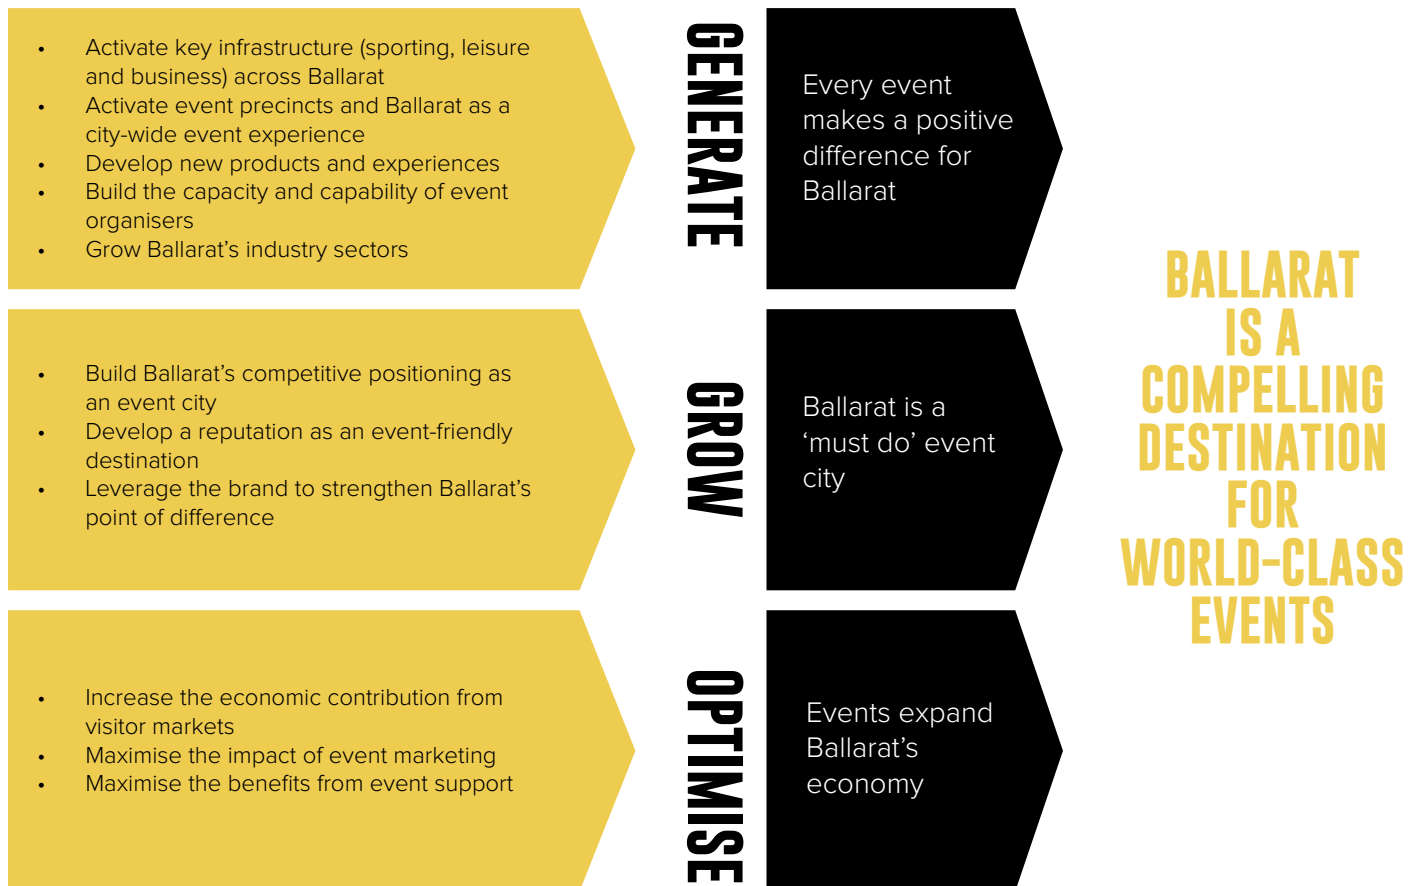 • Activate key infrastructure (sporting, leisure
and business) across Ballarat
• Activate event precincts and Ballarat as a
city-wide event experience
• Develop new products and experiences
• Build the capacity and capability of event
organisers
• Grow Ballarat’s industry sectors
GENERATE
Every event
makes a positive
difference for
Ballarat
• Build Ballarat’s competitive positioning as
an event city
• Develop a reputation as an event-friendly
destination
• Leverage the brand to strengthen Ballarat’s
point of difference
GROW
Ballarat is a
‘must do’ event
city
• Increase the economic contribution from
visitor markets
• Maximise the impact of event marketing
• Maximise the benefits from event support
OPTIMISE
Events expand
Ballarat’s
economy
BALLARAT
IS A
COMPELLING
DESTINATION
FOR
WORLD-CLASS
EVENTS